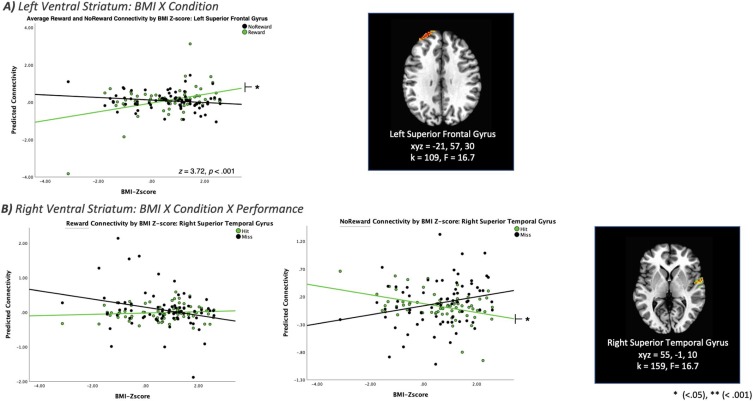 A) Left Ventral Striatum: BMI X Condition
Average Reward and NoReward Connectivity by BMI Z-score: Left Superior Frontal Gyrus
NoReward
Reward
Predicted Connectivity
4.00
2.00
.00
-2.00
-4.00
*
z = 3.72, p < .001
-4.00
-2.00
.00
2.00
BMI-Zscore
Left Superior Frontal Gyrus
xyz = -21, 57, 30
k = 109, F = 16.7
B) Right Ventral Striatum: BMI X Condition X Performance
Reward Connectivity by BMI Z-score: Right Superior Temporal Gyrus
Hit
Miss
Predicted Connectivity
2.00
1.00
.00
-1.00
-2.00
-4.00
-2.00
.00
2.00
BMI-Zscore
NoReward Connectivity by BMI Z-score: Right Superior Temporal Gyrus
Hit
Miss
Predicted Connectivity
1.20
.70
.20
-.30
-.80
-1.30
*
-4.00
-2.00
.00
2.00
BMI-Zscore
Right Superior Temporal Gyrus
xyz = 55, -1, 10
k = 159, F= 16.7
* (<.05), ** (< .001)